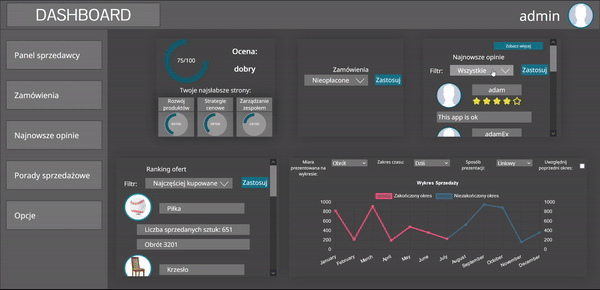 DASHBOARD
admin
Panel sprzedawcy
Zamówienia
Najnowsze opinie
Porady sprzedażowe
Opcje
75/100
Ocena:
dobry
Twoje najsłabsze strony:
Rozwój produktów
Strategie cenowe
Zarządzanie zespołem
Zamówienia
Nieopłacone
Zastosuj
Zobacz więcej
Najnowsze opinie
Filtr:
Wszystkie
Zastosuj
adam
This app is ok
adamEx
Ranking ofert
Filtr:
Najczęściej kupowane
Zastosuj
Piłka
Liczba sprzedanych sztuk: 651
Obrót 3201
Krzesło
Miara prezentowana na wykresie:
Obrót
Zakres czasu:
Dziś
Sposób prezentacji:
Liniowy
Uwzględnij poprzedni okres:
Wykres Sprzedaży
Zakończony okres
Niezakończony okres
1000
800
600
400
200
0
1000
800
600
400
200
0
January
February
March
April
May
June
July
August
September
October
November
December